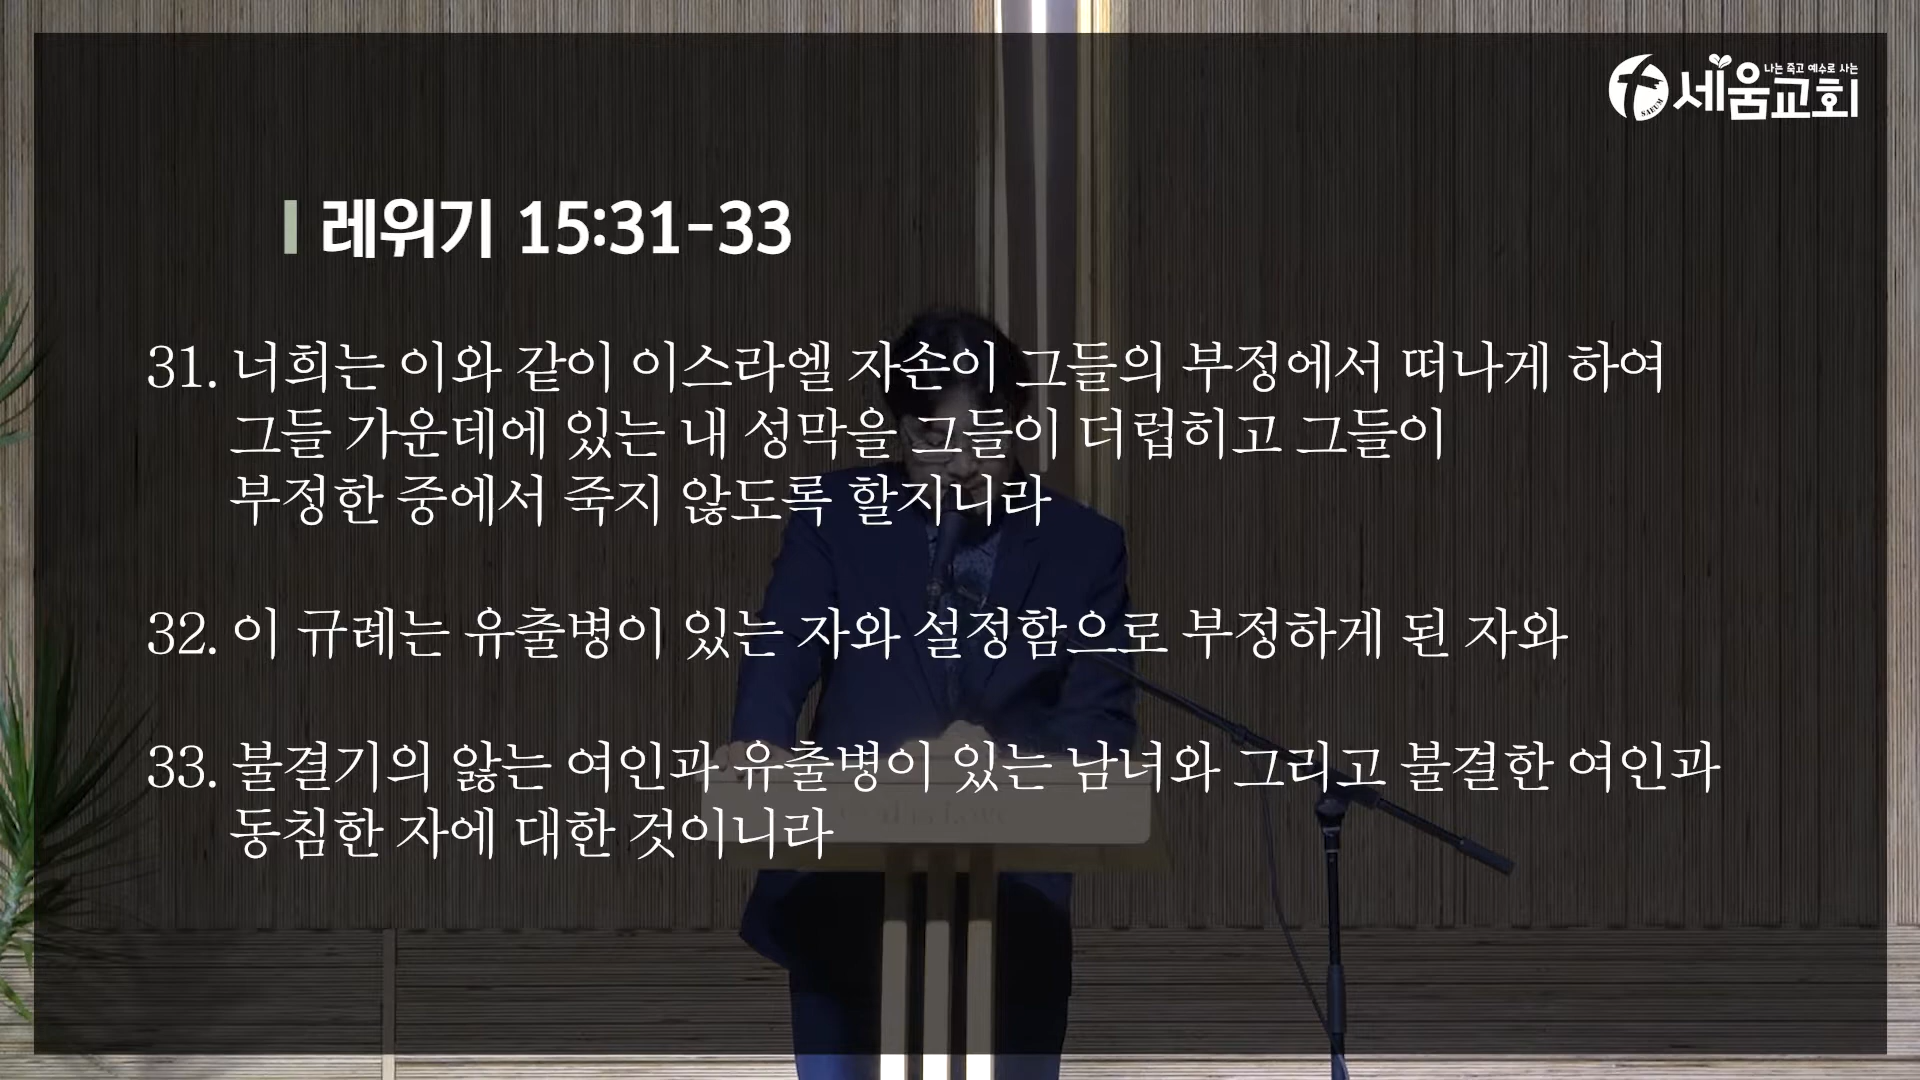 나는 죽고 예수로 사는
세움교회
SAEUM
레위기 15:31-33
31. 너희는 이와 같이 이스라엘 자손이 그들의 부정에서 떠나게 하여
그들 가운데에 있는 내 성막을 그들이 더럽히고 그들이
부정한 중에서 죽지 않도록 할지니라
32. 이 규례는 유출병이 있는 자와 설정함으로 부정하게 된 자와
33. 불결기의 앓는 여인과 유출병이 있는 남녀와 그리고 불결한 여인과
동침한 자에 대한 것이니라